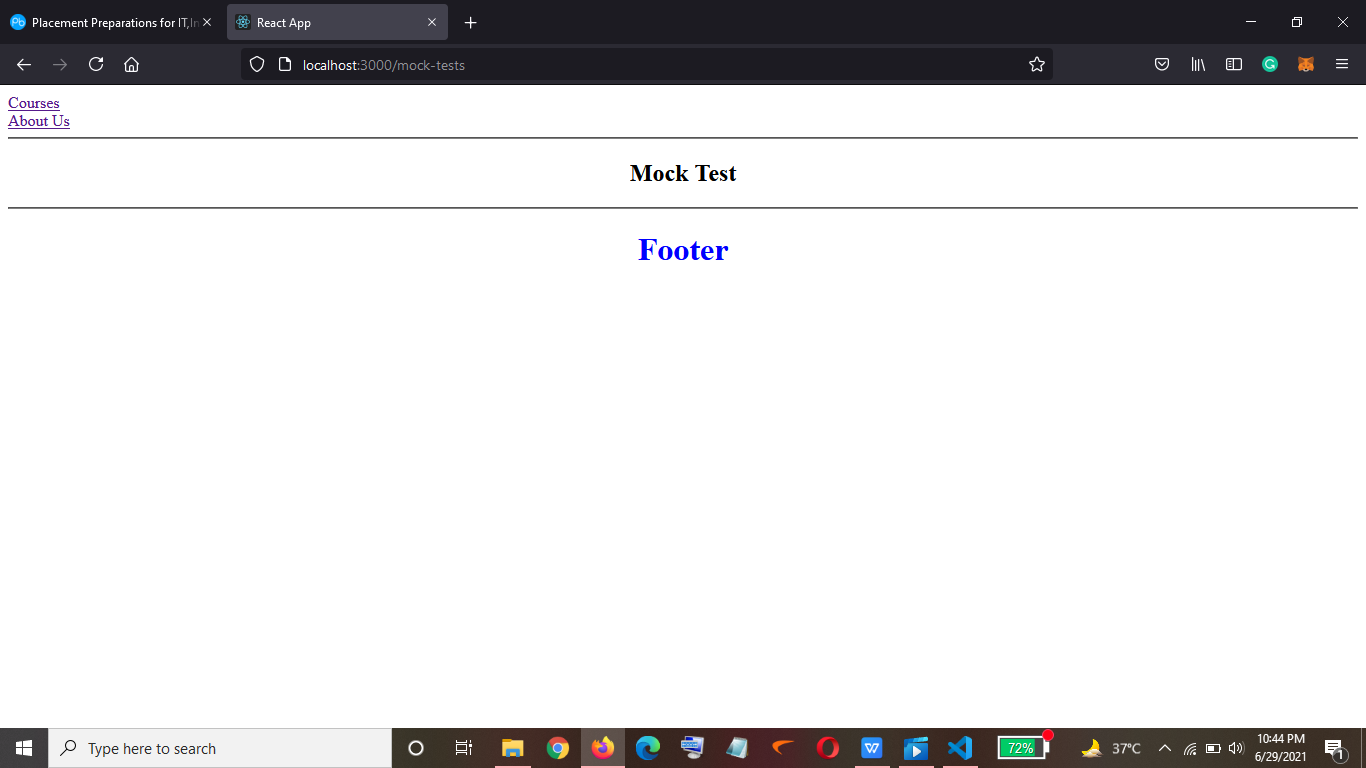 Placement Preparations for IT,In
React App
localhost:3000/mock-tests
Courses
About Us
Mock Test
Footer
Type here to search
72%
37°C
10:44 PM
6/29/2021
1